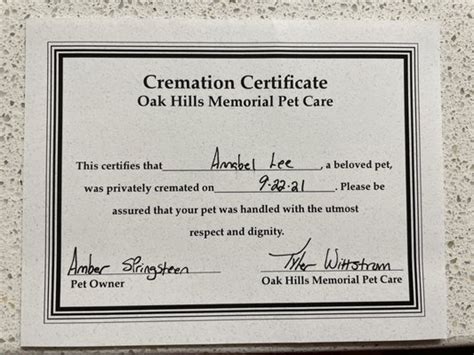 Cremation Certificate
Oak Hills Memorial Pet Care
This certifies that Annabel Lee , a beloved pet,
was privately cremated on 9-22-21 . Please be
assured that your pet was handled with the utmost
respect and dignity.
Amber Springsteen Tyler Wittstrom
Pet Owner Oak Hills Memorial Pet Care